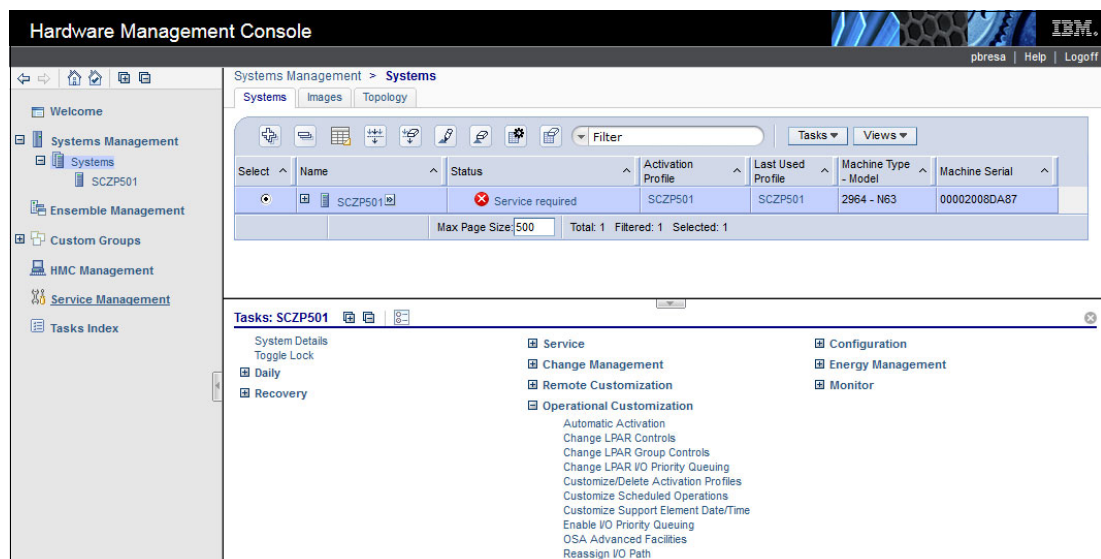 Hardware Management Console
IBM.
pbresa | Help | Logoff
Welcome
Systems Management
Systems
SCZP501
Ensemble Management
Custom Groups
HMC Management
Service Management
Tasks Index
Systems Management > Systems
Systems Images Topology
Filter Tasks Views
Select Name Status Activation Profile Last Used Profile Machine Type - Model Machine Serial
SCZP501 Service required SCZP501 SCZP501 2964 - N63 00002008DA87
Max Page Size: 500 Total: 1 Filtered: 1 Selected: 1
Tasks: SCZP501
System Details
Toggle Lock
Daily
Recovery
Service
Change Management
Remote Customization
Operational Customization
Automatic Activation
Change LPAR Controls
Change LPAR Group Controls
Change LPAR I/O Priority Queuing
Customize/Delete Activation Profiles
Customize Scheduled Operations
Customize Support Element Date/Time
Enable I/O Priority Queuing
OSA Advanced Facilities
Reassign I/O Path
Configuration
Energy Management
Monitor